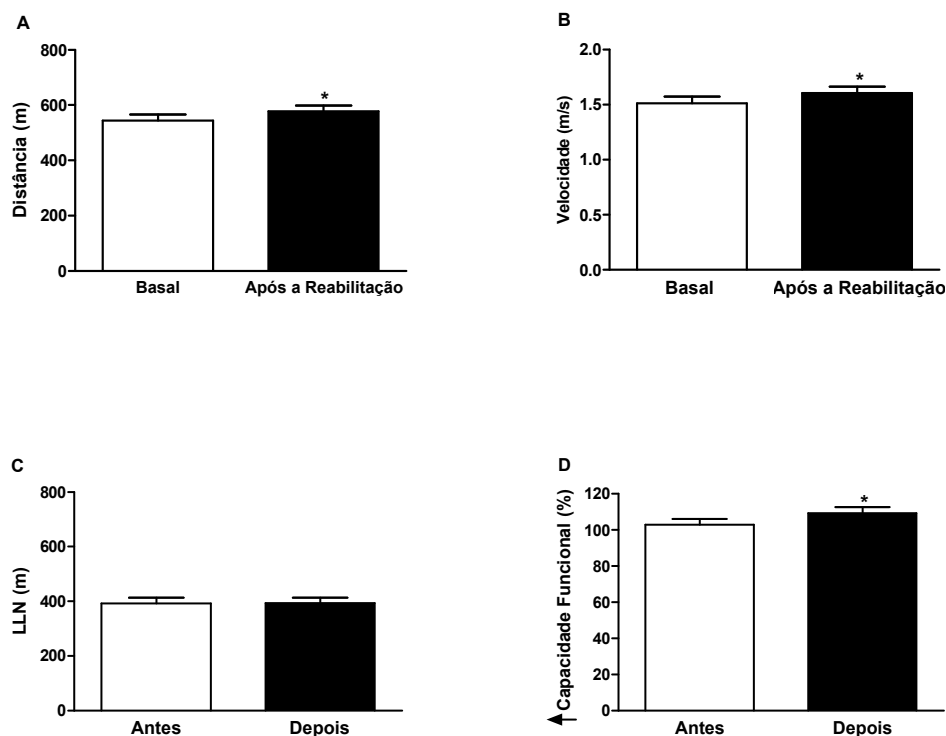 A
Distância (m)
800
600
400
200
0
*
Basal
Após a Reabilitação
B
Velocidade (m/s)
2.0
1.5
1.0
0.5
0.0
*
Basal
Após a Reabilitação
C
LLN (m)
800
600
400
200
0
Antes
Depois
D
Capacidade Funcional (%)
120
100
80
60
40
20
0
*
Antes
Depois